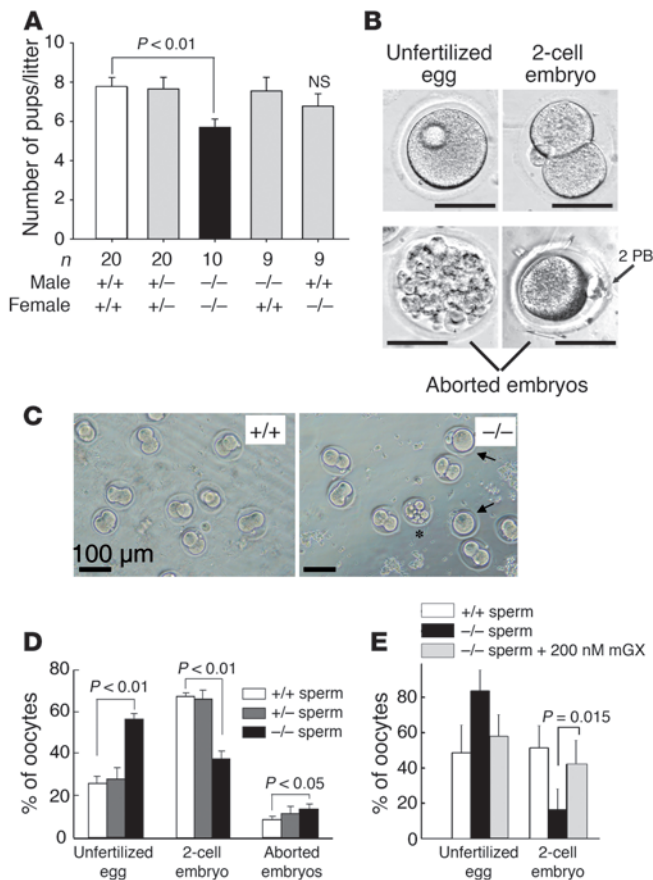 A
P < 0.01
NS
Number of pups/litter
10
8
6
4
2
0
n 20 20 10 9 9
Male +/+ +/– –/– –/– +/+
Female +/+ +/– –/– +/+ –/–
B
Unfertilized egg
2-cell embryo
2 PB
Aborted embryos
C
+/+
–/–
100 µm
*
D
% of oocytes
80
60
40
20
0
P < 0.01
P < 0.01
P < 0.05
+/+ sperm
+/– sperm
–/– sperm
Unfertilized egg
2-cell embryo
Aborted embryos
E
+/+ sperm
–/– sperm
–/– sperm + 200 nM mGX
% of oocytes
80
60
40
20
0
P = 0.015
Unfertilized egg
2-cell embryo